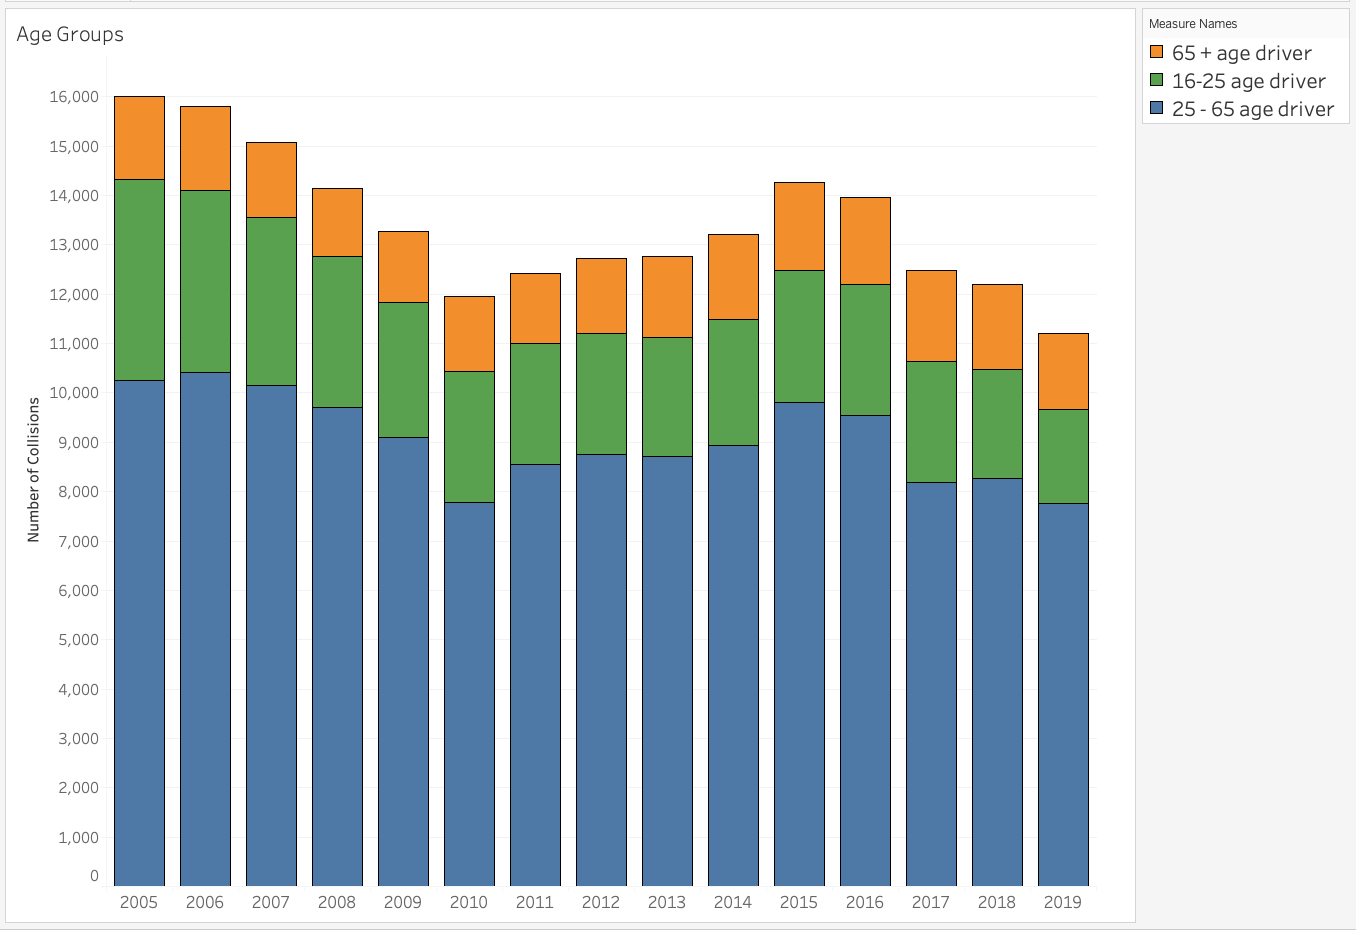 Age Groups
Measure Names
65 + age driver
16-25 age driver
25 - 65 age driver
Number of Collisions
16,000
15,000
14,000
13,000
12,000
11,000
10,000
9,000
8,000
7,000
6,000
5,000
4,000
3,000
2,000
1,000
0
2005 2006 2007 2008 2009 2010 2011 2012 2013 2014 2015 2016 2017 2018 2019